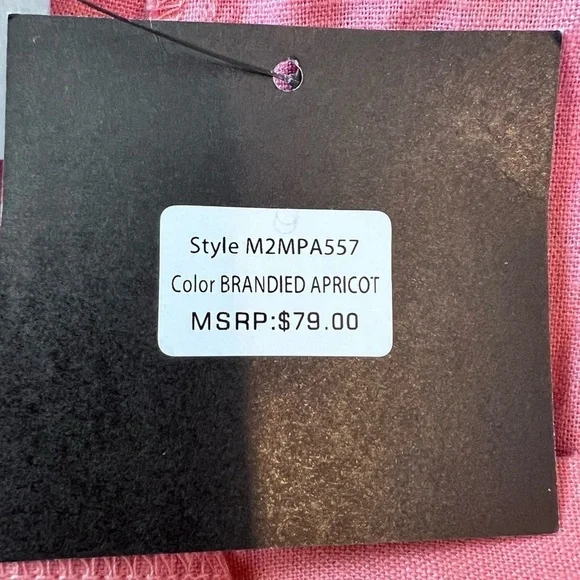 Style M2MPA557
Color BRANDIED APRICOT
MSRP:$79.00